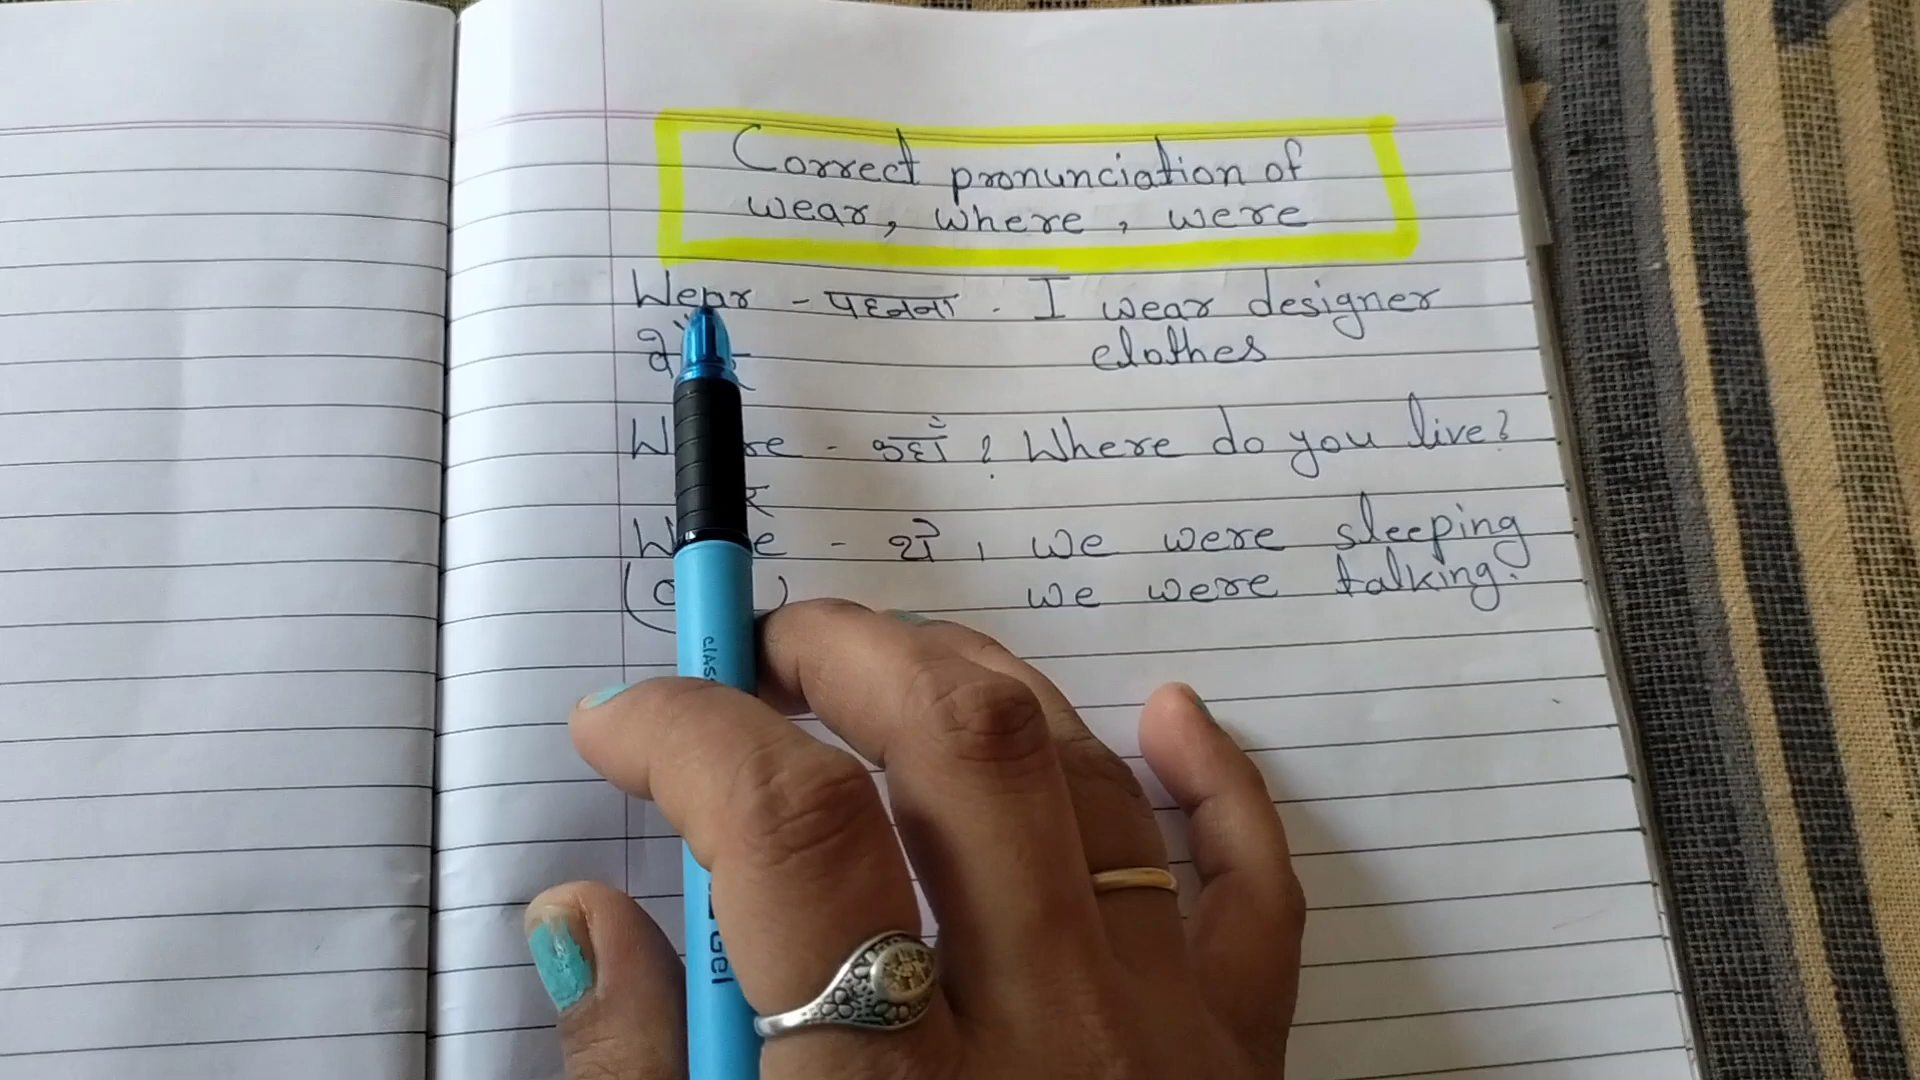 Correct pronunciation of
wear, where, were
Wear - पहनना - I wear designer
clothes
- कहाँ ? Where do you live?
- थे, we were sleeping
we were talking.
Gel